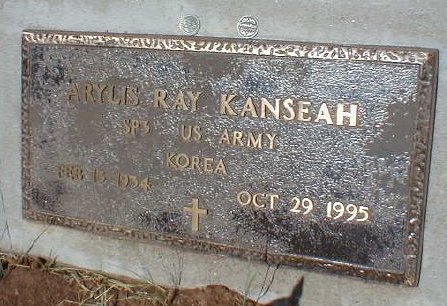 ARYLIS RAY KANSEAH
SP3 US ARMY
KOREA
FEB 13 1934
OCT 29 1995